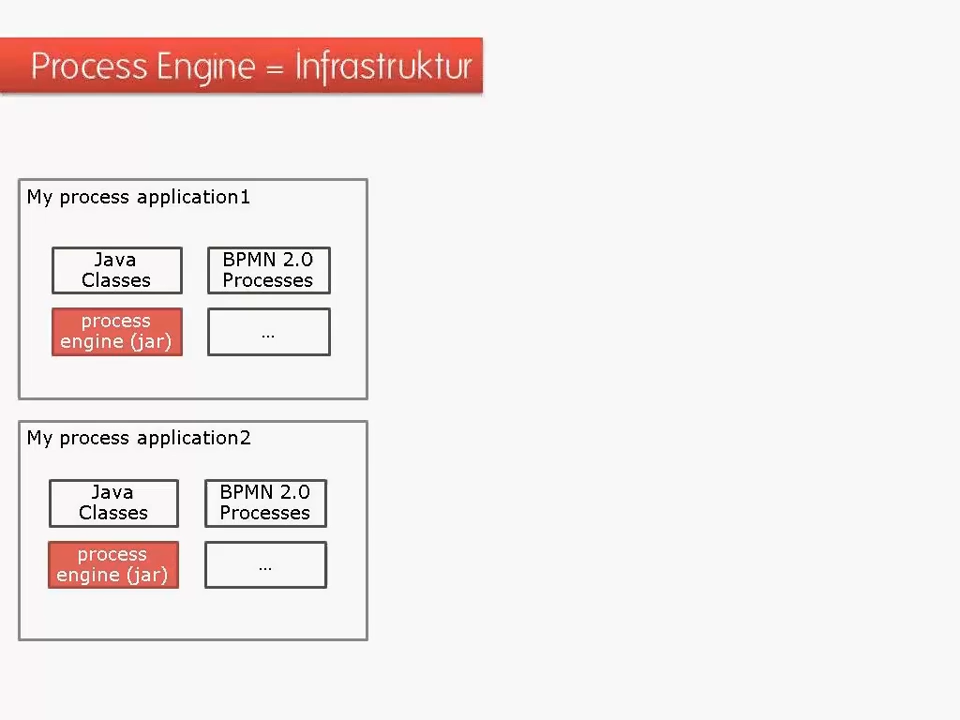 Process Engine = Infrastruktur
My process application1
Java
Classes
BPMN 2.0
Processes
process
engine (jar)
...
My process application2
Java
Classes
BPMN 2.0
Processes
process
engine (jar)
...